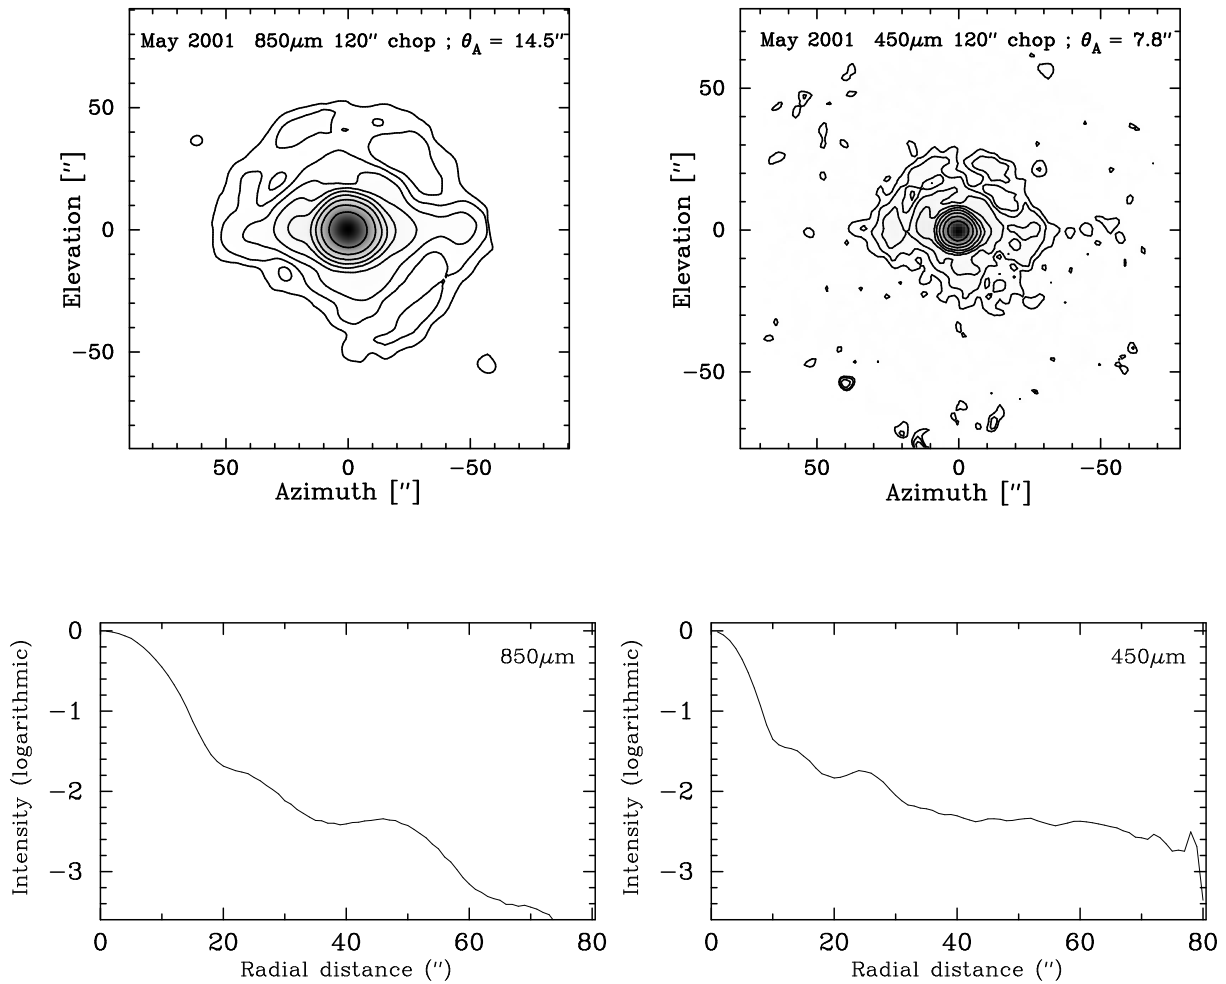 May 2001 850μm 120″ chop ; θA = 14.5″
50
0
−50
Elevation [″]
50 0 −50
Azimuth [″]
May 2001 450μm 120″ chop ; θA = 7.8″
50
0
−50
Elevation [″]
50 0 −50
Azimuth [″]
850μm
0
−1
−2
−3
Intensity (logarithmic)
0 20 40 60 80
Radial distance (″)
450μm
0
−1
−2
−3
Intensity (logarithmic)
0 20 40 60 80
Radial distance (″)